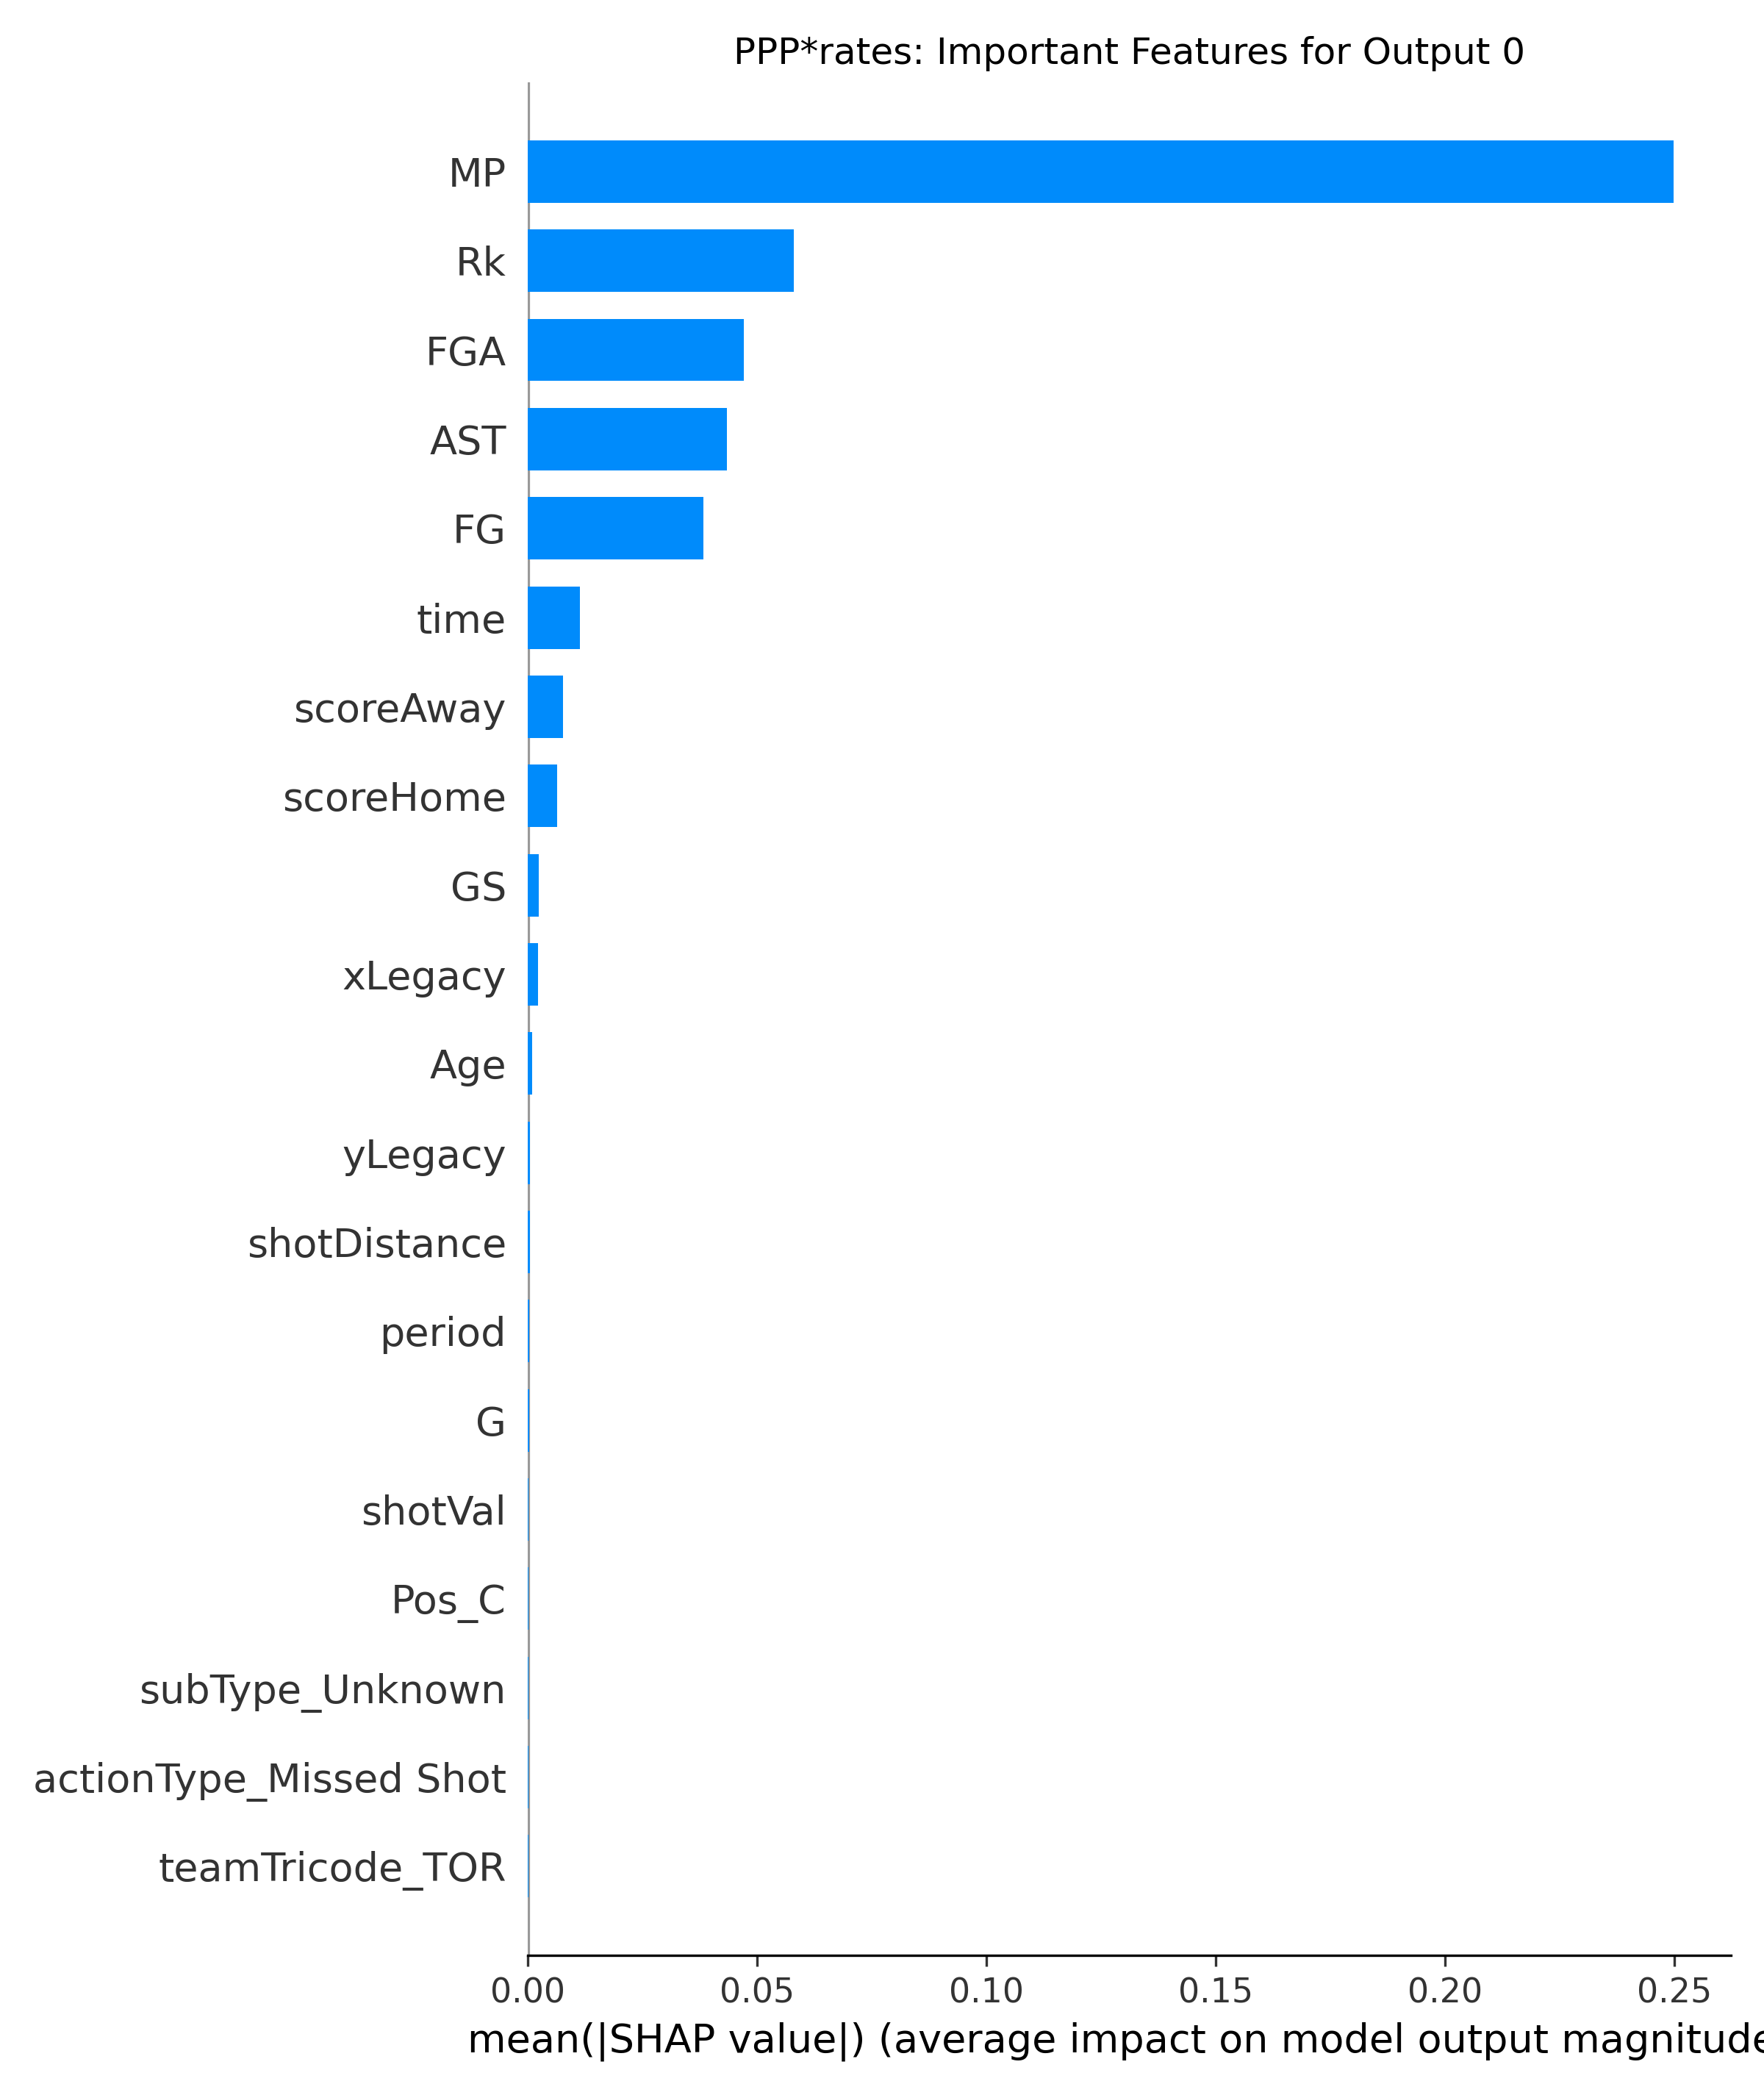 PPP*rates: Important Features for Output 0
MP
Rk
FGA
AST
FG
time
scoreAway
scoreHome
GS
xLegacy
Age
yLegacy
shotDistance
period
G
shotVal
Pos_C
subType_Unknown
actionType_Missed Shot
teamTricode_TOR
0.00 0.05 0.10 0.15 0.20 0.25
mean(|SHAP value|) (average impact on model output magnitude